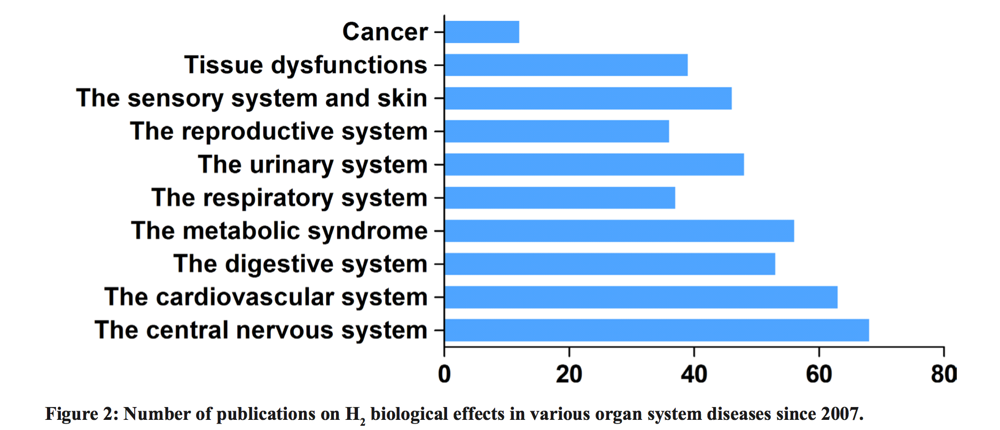 Cancer
Tissue dysfunctions
The sensory system and skin
The reproductive system
The urinary system
The respiratory system
The metabolic syndrome
The digestive system
The cardiovascular system
The central nervous system
0 20 40 60 80
Figure 2: Number of publications on H₂ biological effects in various organ system diseases since 2007.